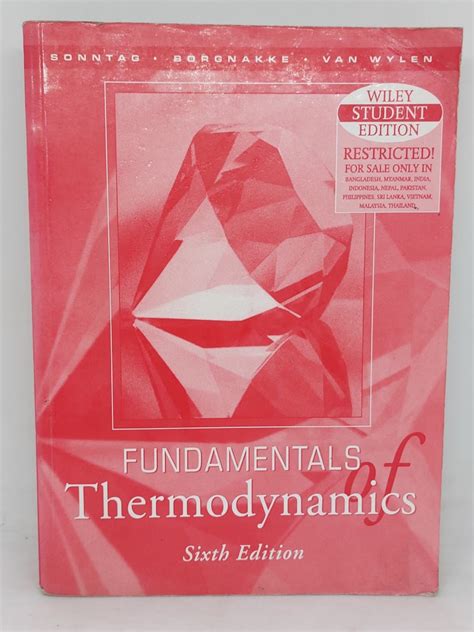 SONNTAG • BORGNAKKE • VAN WYLEN
WILEY
STUDENT
EDITION
RESTRICTED!
FOR SALE ONLY IN
BANGLADESH, MYANMAR, INDIA,
INDONESIA, NEPAL, PAKISTAN,
PHILIPPINES, SRI LANKA, VIETNAM,
MALAYSIA, THAILAND
FUNDAMENTALS
of
Thermodynamics
Sixth Edition